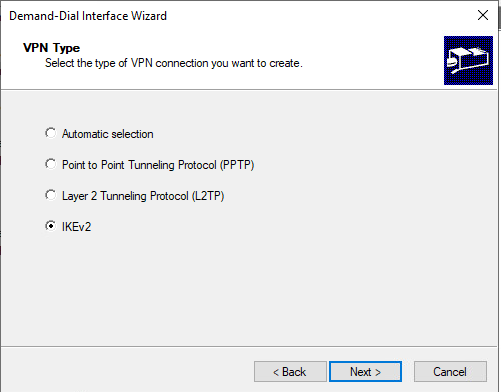 Demand-Dial Interface Wizard
VPN Type
Select the type of VPN connection you want to create.
Automatic selection
Point to Point Tunneling Protocol (PPTP)
Layer 2 Tunneling Protocol (L2TP)
IKEv2
< Back
Next >
Cancel